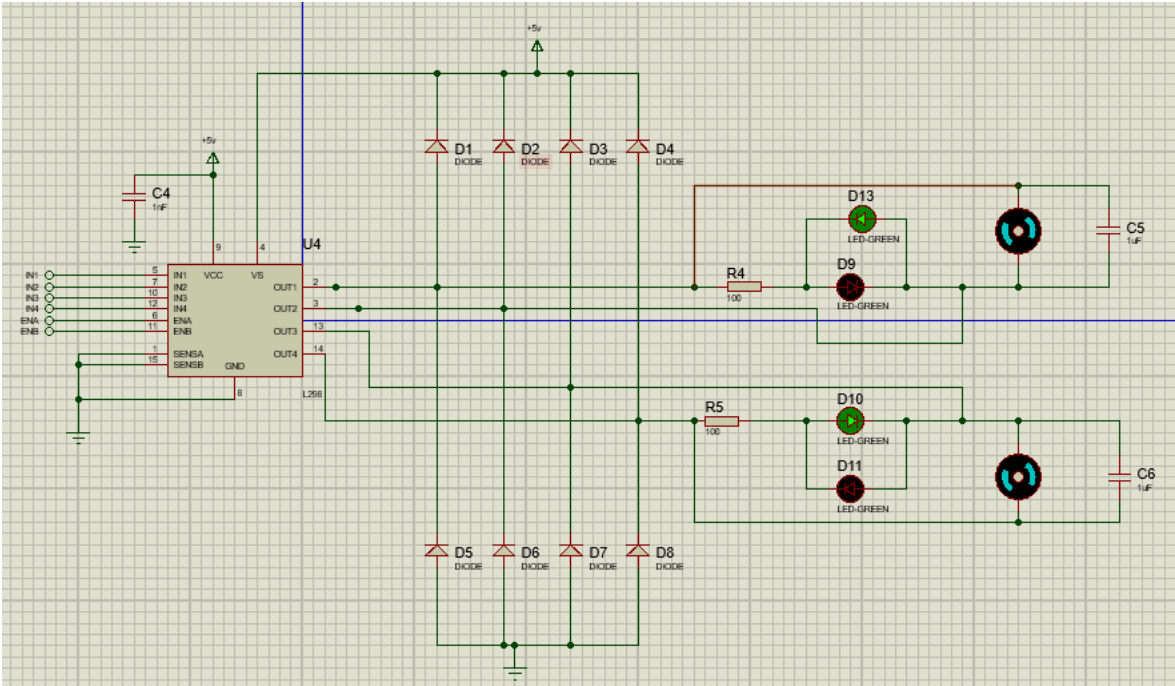 +5v
D1
DIODE
D2
DIODE
D3
DIODE
D4
DIODE
+5v
C4
1nF
U4
9
4
VCC
VS
IN1
5
IN1
IN2
7
IN2
IN3
10
IN3
IN4
12
IN4
ENA
6
ENA
ENB
11
ENB
1
SENSA
15
SENSB
GND
8
OUT1
2
OUT2
3
OUT3
13
OUT4
14
L298
D13
LED-GREEN
R4
100
D9
LED-GREEN
C5
1uF
R5
100
D10
LED-GREEN
D11
LED-GREEN
C6
1uF
D5
DIODE
D6
DIODE
D7
DIODE
D8
DIODE